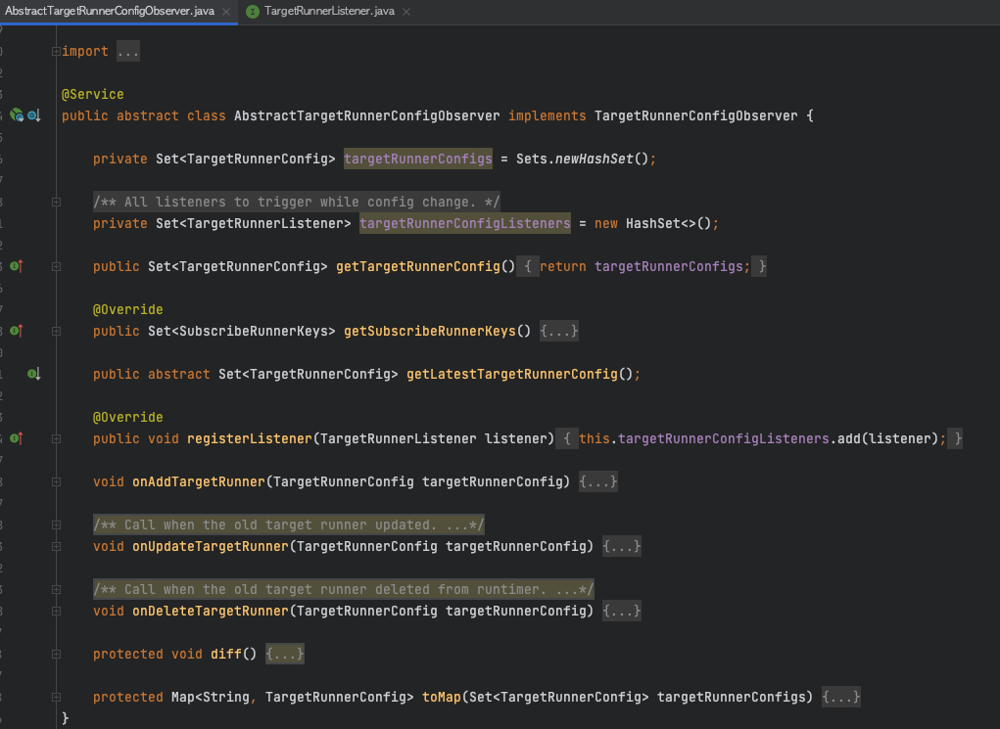 AbstractTargetRunnerConfigObserver.java
TargetRunnerListener.java
import ...
@Service
public abstract class AbstractTargetRunnerConfigObserver implements TargetRunnerConfigObserver {
private Set<TargetRunnerConfig> targetRunnerConfigs = Sets.newHashSet();
/** All listeners to trigger while config change. */
private Set<TargetRunnerListener> targetRunnerConfigListeners = new HashSet<>();
public Set<TargetRunnerConfig> getTargetRunnerConfig() { return targetRunnerConfigs; }
@Override
public Set<SubscribeRunnerKeys> getSubscribeRunnerKeys() {...}
public abstract Set<TargetRunnerConfig> getLatestTargetRunnerConfig();
@Override
public void registerListener(TargetRunnerListener listener) { this.targetRunnerConfigListeners.add(listener); }
void onAddTargetRunner(TargetRunnerConfig targetRunnerConfig) {...}
/** Call when the old target runner updated. ...*/
void onUpdateTargetRunner(TargetRunnerConfig targetRunnerConfig) {...}
/** Call when the old target runner deleted from runtimer. ...*/
void onDeleteTargetRunner(TargetRunnerConfig targetRunnerConfig) {...}
protected void diff() {...}
protected Map<String, TargetRunnerConfig> toMap(Set<TargetRunnerConfig> targetRunnerConfigs) {...}
}